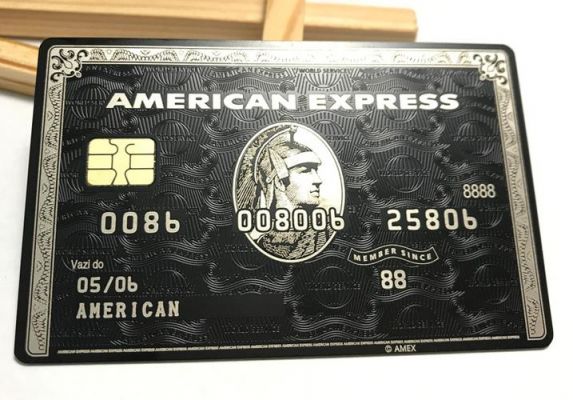 AMERICAN EXPRESS
8888
0086 008006 25806
MEMBER SINCE
Vazi do
05/06 88
AMERICAN
© AMEX